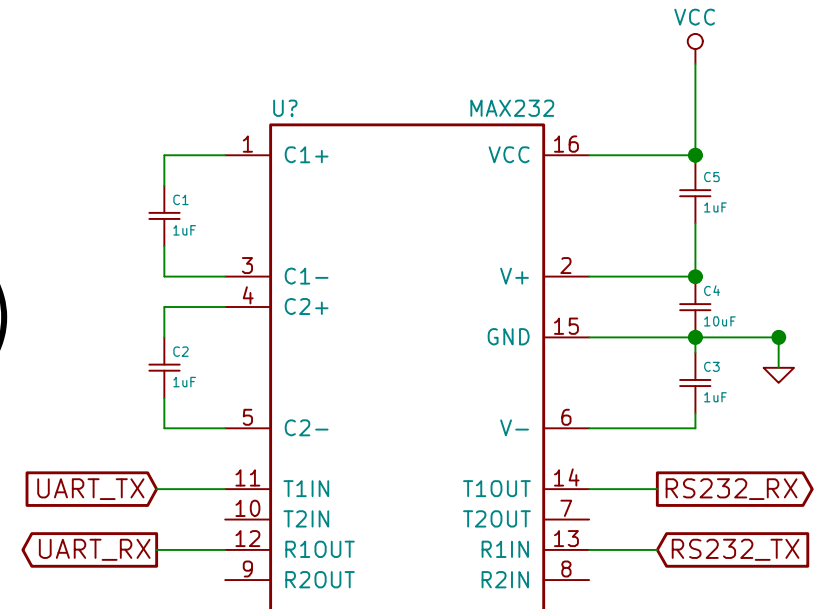 VCC
U? MAX232
1 C1+ VCC 16
C1
1uF
C5
1uF
3 C1- V+ 2
4 C2+
C4
10uF
GND 15
C2
1uF
C3
1uF
5 C2- V- 6
UART_TX 11 T1IN T1OUT 14 RS232_RX
10 T2IN T2OUT 7
UART_RX 12 R1OUT R1IN 13 RS232_TX
9 R2OUT R2IN 8